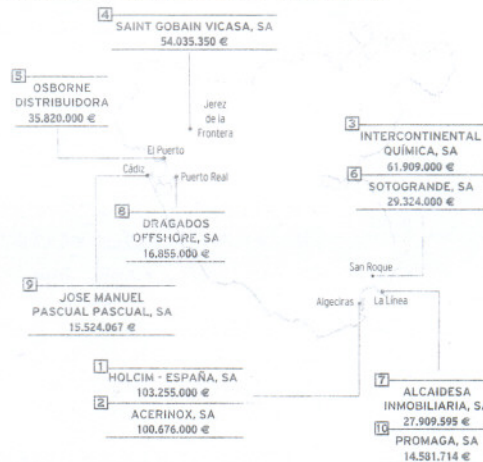 4
SAINT GOBAIN VICASA, SA
54.035.350 €
5
OSBORNE
DISTRIBUIDORA
35.820.000 €
Jerez
de la
Frontera
El Puerto
Cádiz
Puerto Real
3
INTERCONTINENTAL
QUÍMICA, SA
61.909.000 €
6
SOTOGRANDE, SA
29.324.000 €
8
DRAGADOS
OFFSHORE, SA
16.855.000 €
9
JOSE MANUEL
PASCUAL PASCUAL, SA
15.524.067 €
San Roque
Algeciras
La Línea
1
HOLCIM - ESPAÑA, SA
103.255.000 €
2
ACERINOX, SA
100.676.000 €
7
ALCAIDESA
INMOBILIARIA, SA
27.909.595 €
10
PROMAGA, SA
14.581.714 €